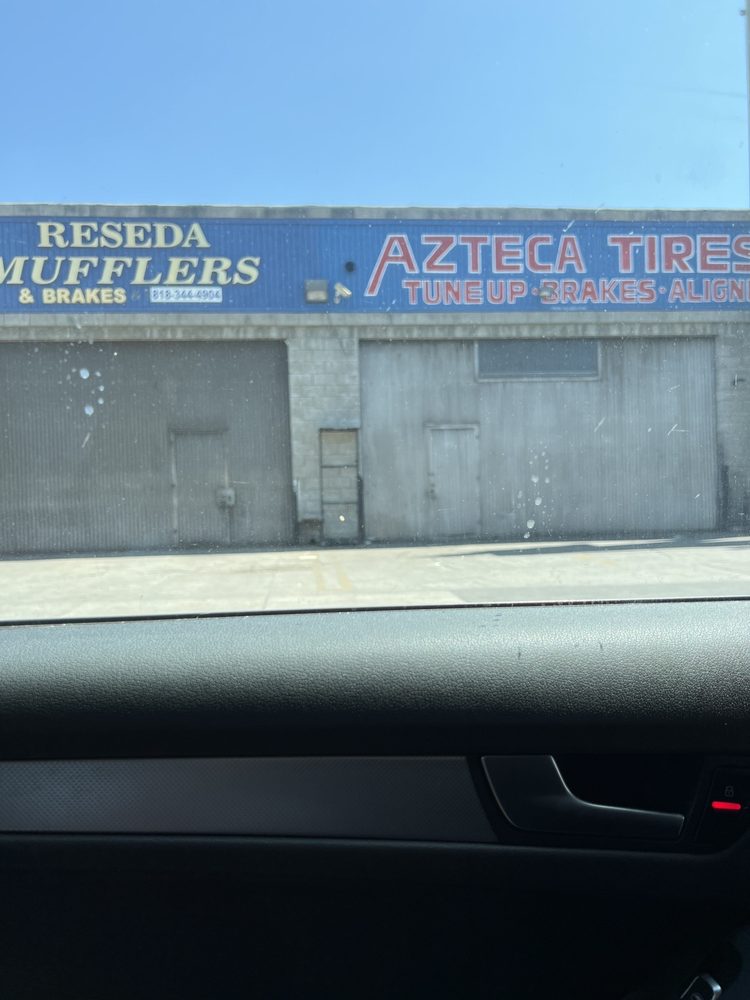 RESEDA
MUFFLERS
& BRAKES
818-344-4904
AZTECA TIRES
TUNE UP · BRAKES · ALIGN